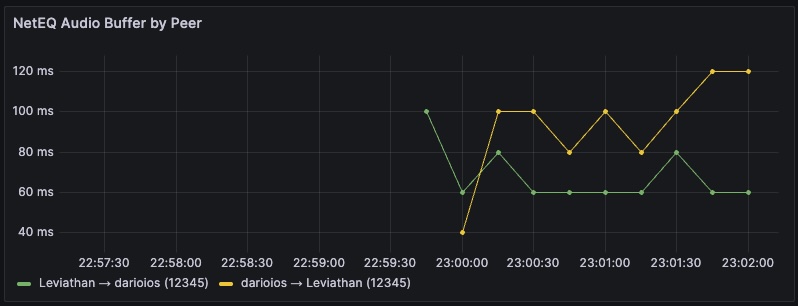 NetEQ Audio Buffer by Peer
120 ms
100 ms
80 ms
60 ms
40 ms
22:57:30 22:58:00 22:58:30 22:59:00 22:59:30 23:00:00 23:00:30 23:01:00 23:01:30 23:02:00
Leviathan → darioios (12345) darioios → Leviathan (12345)